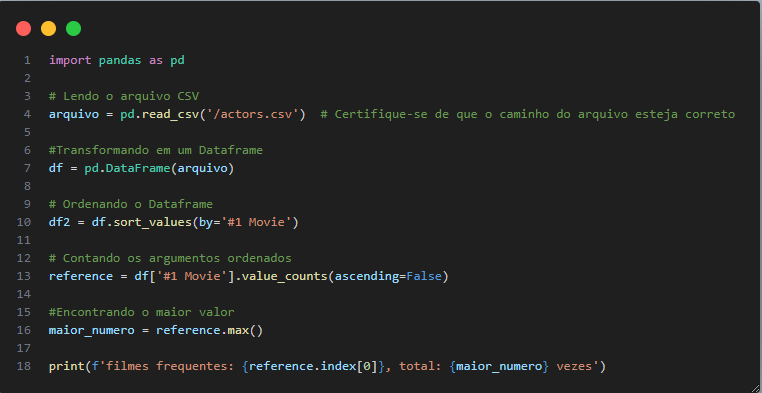 1 import pandas as pd
2
3 # Lendo o arquivo CSV
4 arquivo = pd.read_csv('/actors.csv')  # Certifique-se de que o caminho do arquivo esteja correto
5
6 #Transformando em um Dataframe
7 df = pd.DataFrame(arquivo)
8
9 # Ordenando o Dataframe
10 df2 = df.sort_values(by='#1 Movie')
11
12 # Contando os argumentos ordenados
13 reference = df['#1 Movie'].value_counts(ascending=False)
14
15 #Encontrando o maior valor
16 maior_numero = reference.max()
17
18 print(f'filmes frequentes: {reference.index[0]}, total: {maior_numero} vezes')